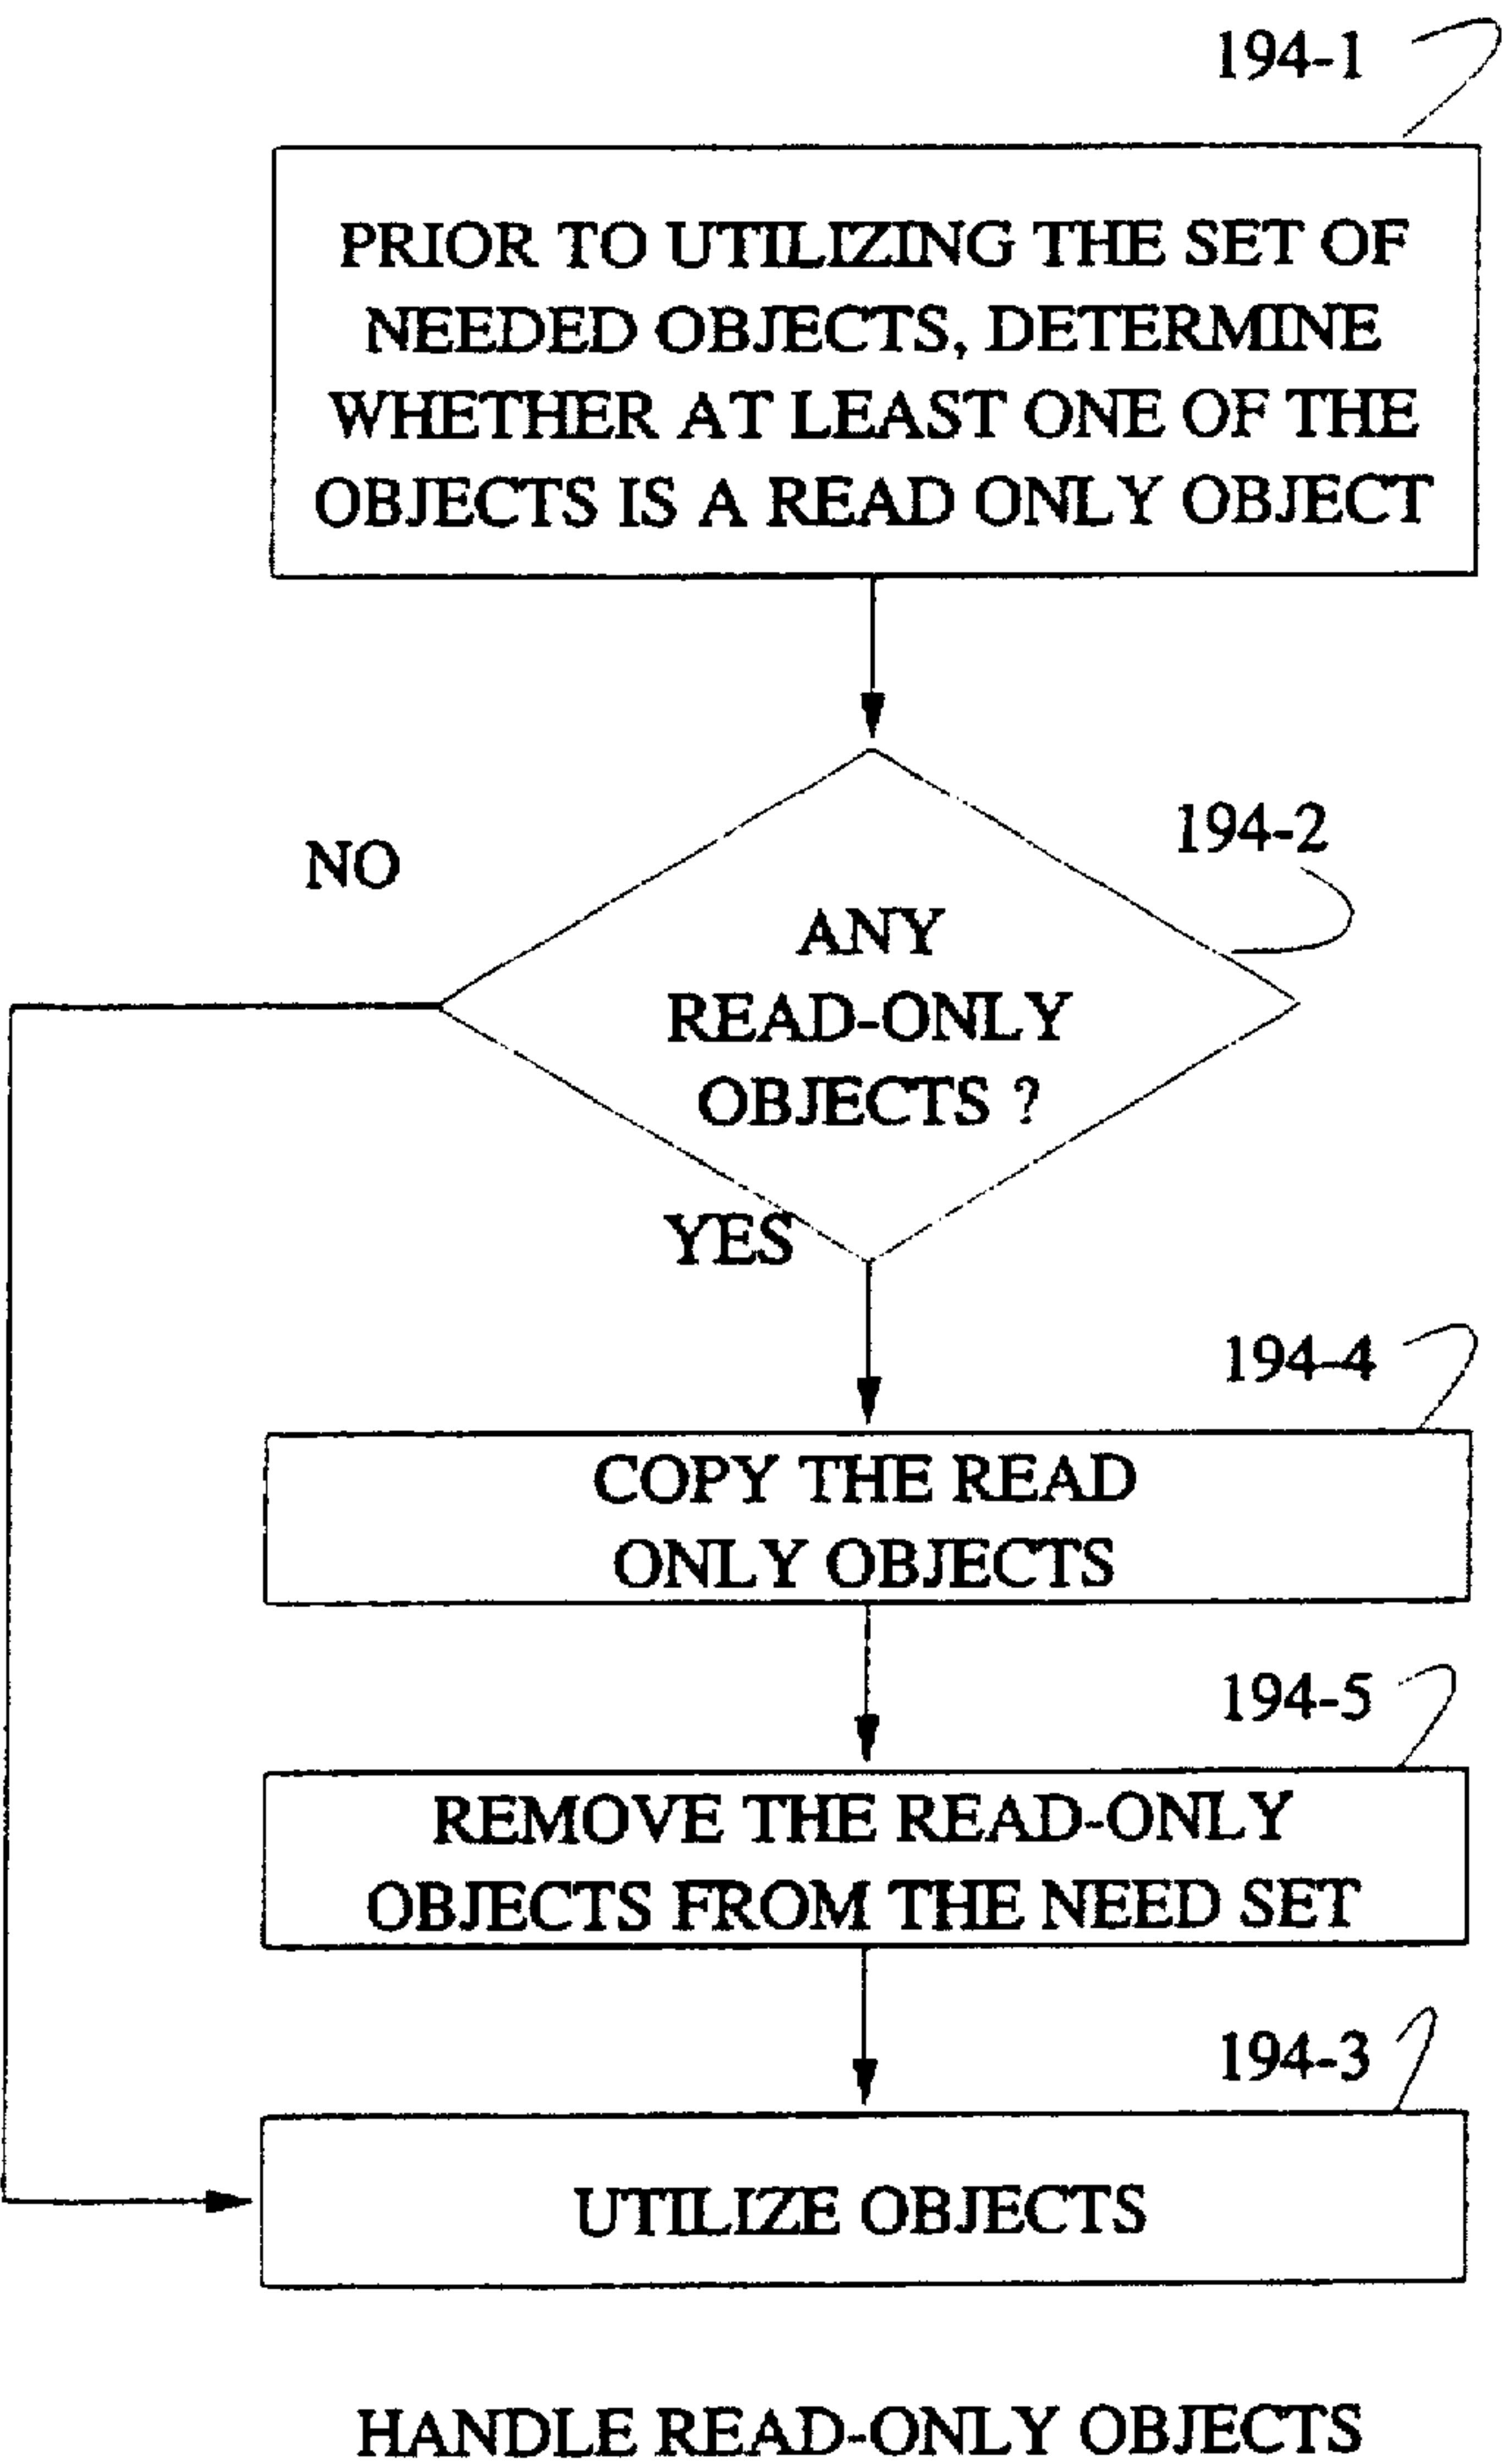 194-1
PRIOR TO UTILIZING THE SET OF
NEEDED OBJECTS, DETERMINE
WHETHER AT LEAST ONE OF THE
OBJECTS IS A READ ONLY OBJECT
194-2
NO
ANY
READ-ONLY
OBJECTS ?
YES
194-4
COPY THE READ
ONLY OBJECTS
194-5
REMOVE THE READ-ONLY
OBJECTS FROM THE NEED SET
194-3
UTILIZE OBJECTS
HANDLE READ-ONLY OBJECTS